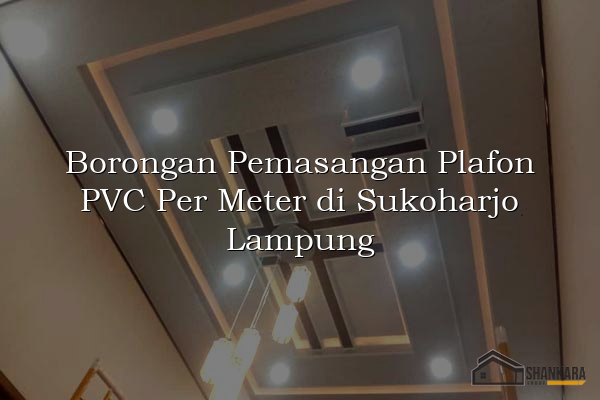 Borongan Pemasangan Plafon
PVC Per Meter di Sukoharjo
Lampung
SHANKARA